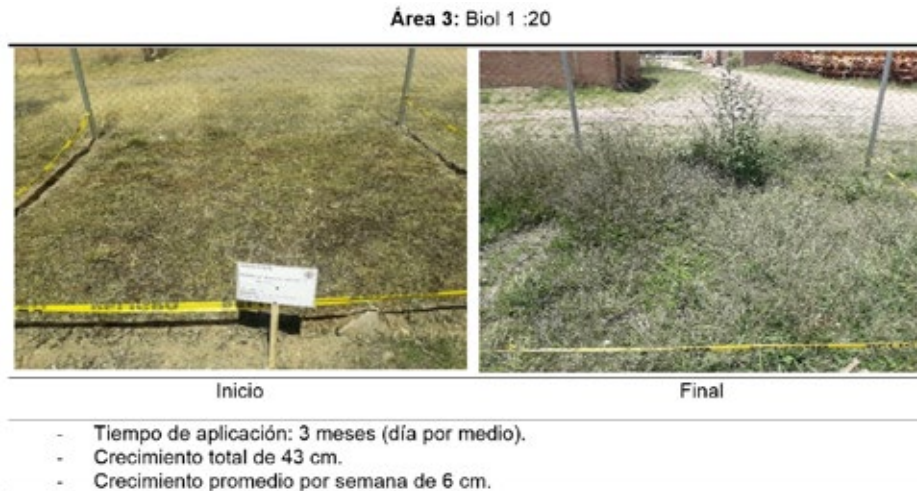 Área 3: Biol 1 :20
Inicio
Final
- Tiempo de aplicación: 3 meses (día por medio).
- Crecimiento total de 43 cm.
- Crecimiento promedio por semana de 6 cm.